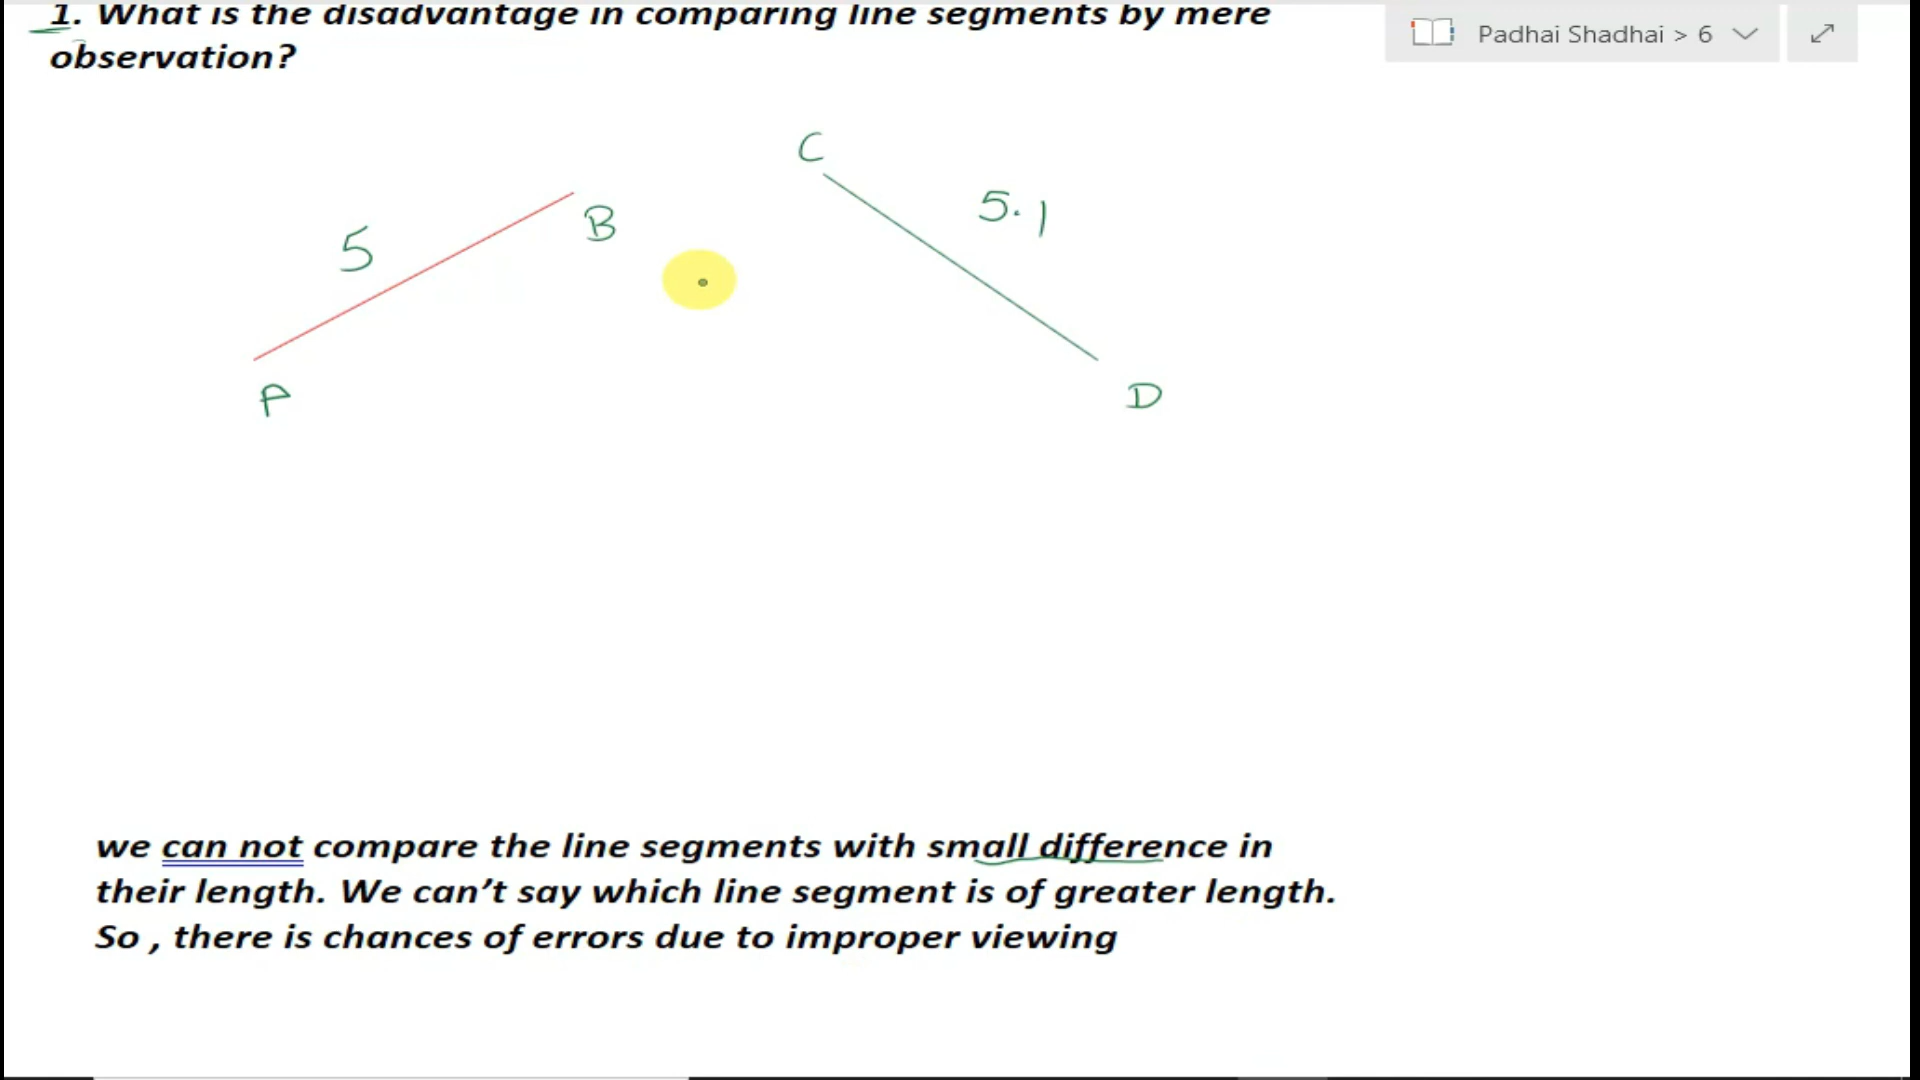 1. What is the disadvantage in comparing line segments by mere
observation?
Padhai Shadhai > 6
C
5.1
B
5
A
D
we can not compare the line segments with small difference in
their length. We can’t say which line segment is of greater length.
So , there is chances of errors due to improper viewing